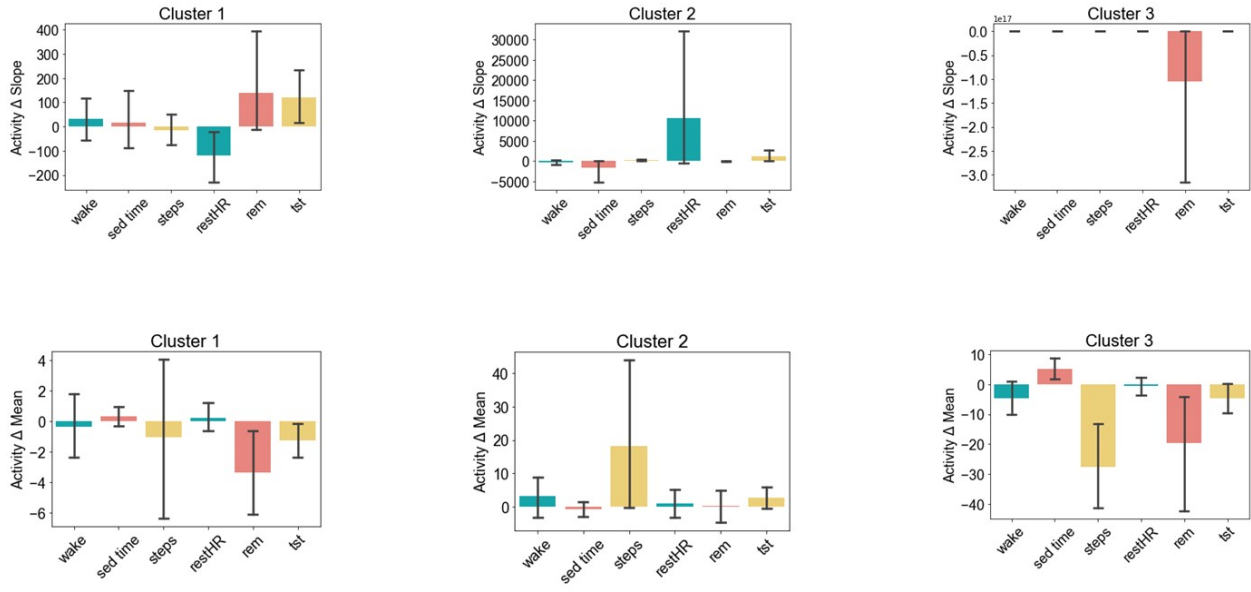 Cluster 1
Activity Δ Slope
400
300
200
100
0
−100
−200
wake
sed time
steps
restHR
rem
tst
Cluster 2
Activity Δ Slope
30000
25000
20000
15000
10000
5000
0
−5000
wake
sed time
steps
restHR
rem
tst
Cluster 3
1e17
Activity Δ Slope
0.0
−0.5
−1.0
−1.5
−2.0
−2.5
−3.0
wake
sed time
steps
restHR
rem
tst
Cluster 1
Activity Δ Mean
4
2
0
−2
−4
−6
wake
sed time
steps
restHR
rem
tst
Cluster 2
Activity Δ Mean
40
30
20
10
0
wake
sed time
steps
restHR
rem
tst
Cluster 3
Activity Δ Mean
10
0
−10
−20
−30
−40
wake
sed time
steps
restHR
rem
tst